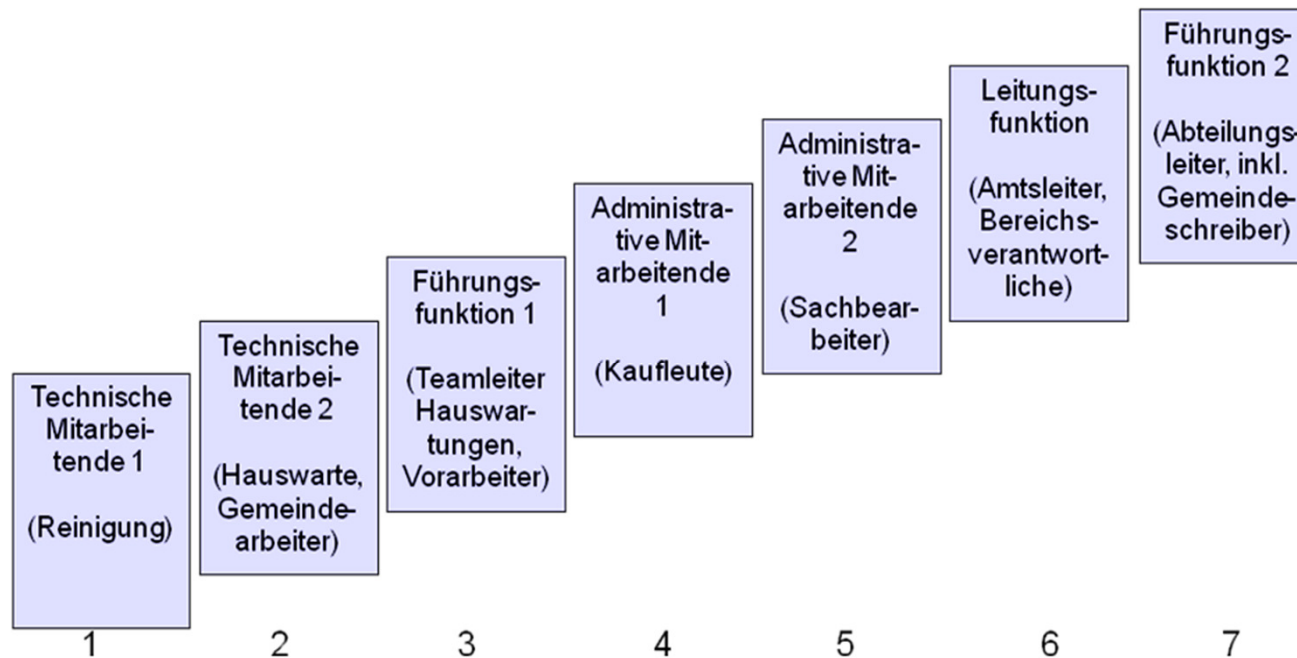 Technische
Mitarbei-
tende 1
(Reinigung)
1
Technische
Mitarbei-
tende 2
(Hauswarte,
Gemeinde-
arbeiter)
2
Führungs-
funktion 1
(Teamleiter
Hauswar-
tungen,
Vorarbeiter)
3
Administra-
tive Mit-
arbeitende
1
(Kaufleute)
4
Administra-
tive Mit-
arbeitende
2
(Sachbear-
beiter)
5
Leitungs-
funktion
(Amtsleiter,
Bereichs-
verantwort-
liche)
6
Führungs-
funktion 2
(Abteilungs-
leiter, inkl.
Gemeinde-
schreiber)
7